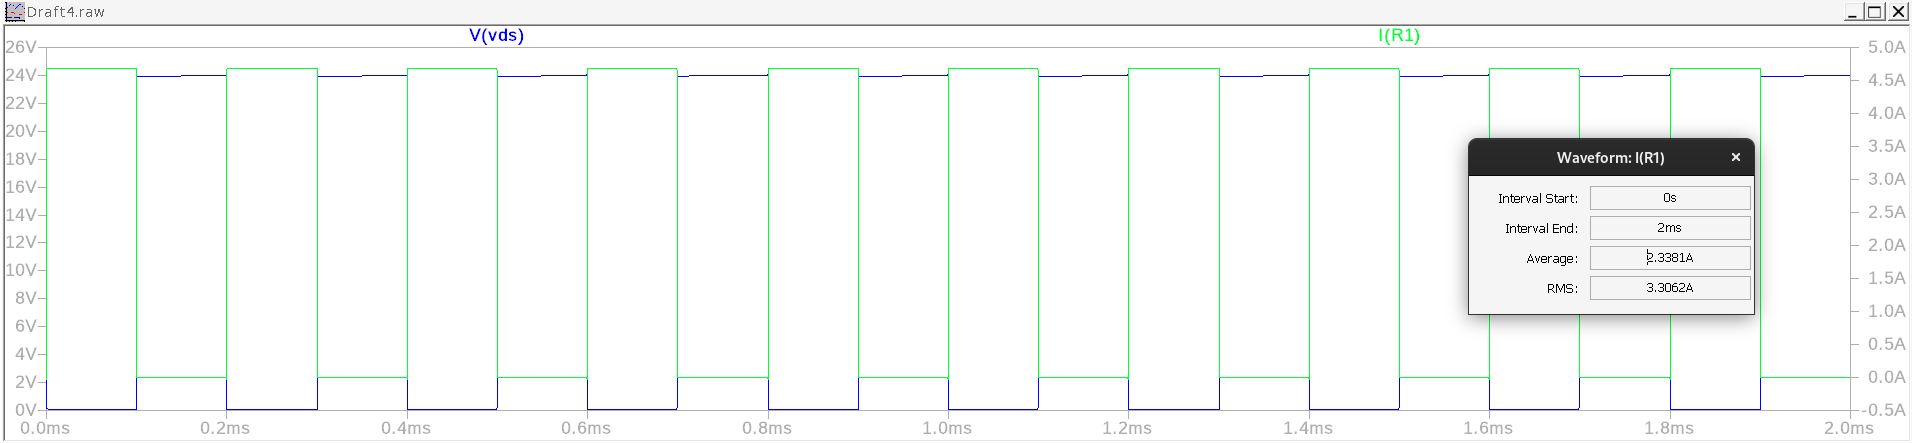 Draft4.raw
V(vds) I(R1)
26V 5.0A
24V 4.5A
22V 4.0A
20V 3.5A
18V 3.0A
16V 2.5A
14V 2.0A
12V 1.5A
10V 1.0A
8V 0.5A
6V 0.0A
4V -0.5A
2V
0V
0.0ms 0.2ms 0.4ms 0.6ms 0.8ms 1.0ms 1.2ms 1.4ms 1.6ms 1.8ms 2.0ms
Waveform: I(R1)
Interval Start: 0s
Interval End: 2ms
Average: 2.3381A
RMS: 3.3062A